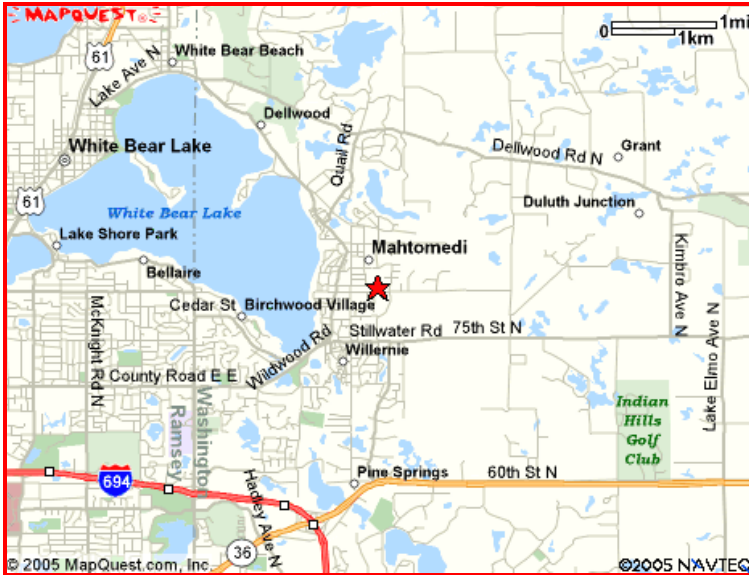 MAPQUEST
0
1mi
1km
61
White Bear Beach
Lake Ave N
Dellwood
Quail Rd
White Bear Lake
Dellwood Rd N
Grant
61
White Bear Lake
Duluth Junction
Lake Shore Park
Mahtomedi
Bellaire
Kimbro Ave N
Cedar St
Birchwood Village
McKnight Rd N
Stillwater Rd
75th St N
Lake Elmo Ave N
Wildwood Rd
Willernie
County Road E E
Ramsey
Washington
Indian
Hills
Golf
Club
694
Hadley Ave N
Pine Springs
60th St N
36
© 2005 MapQuest.com, Inc.
©2005 NAVTEQ